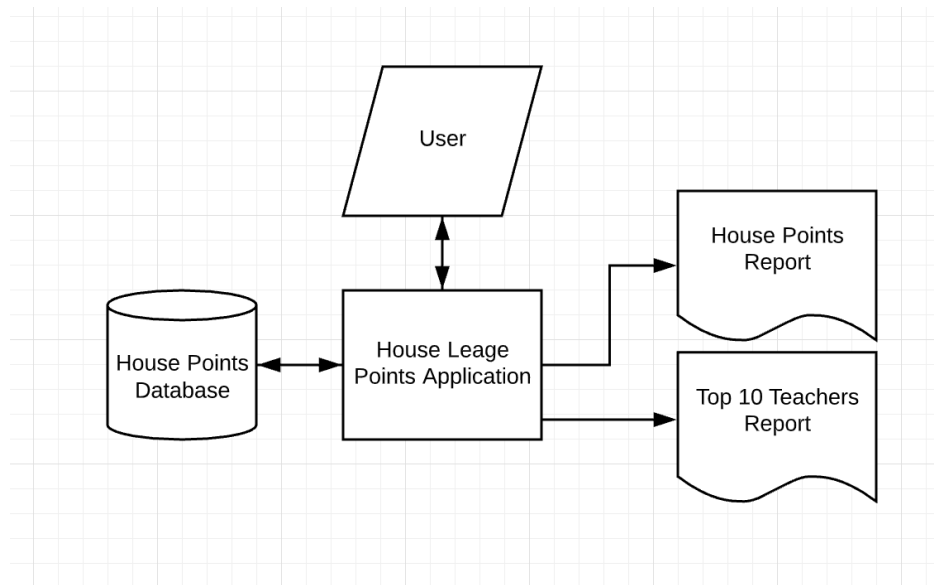 User
House Points
Report
House Points
Database
House Leage
Points Application
Top 10 Teachers
Report